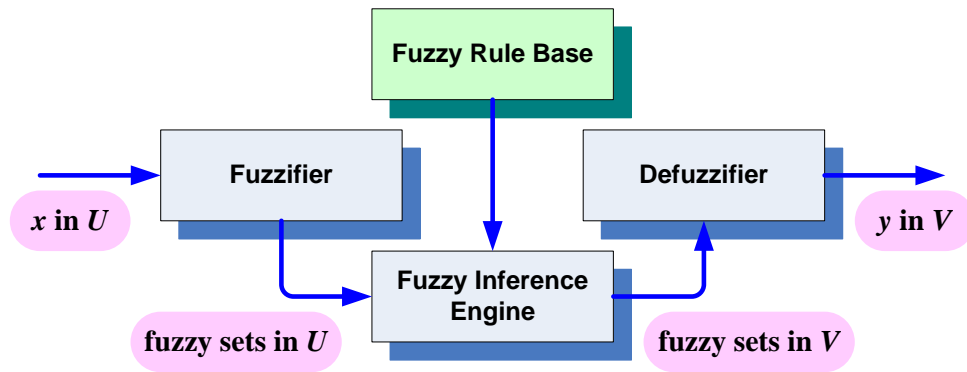 Fuzzy Rule Base
Fuzzifier
Defuzzifier
x in U
y in V
Fuzzy Inference
Engine
fuzzy sets in U
fuzzy sets in V